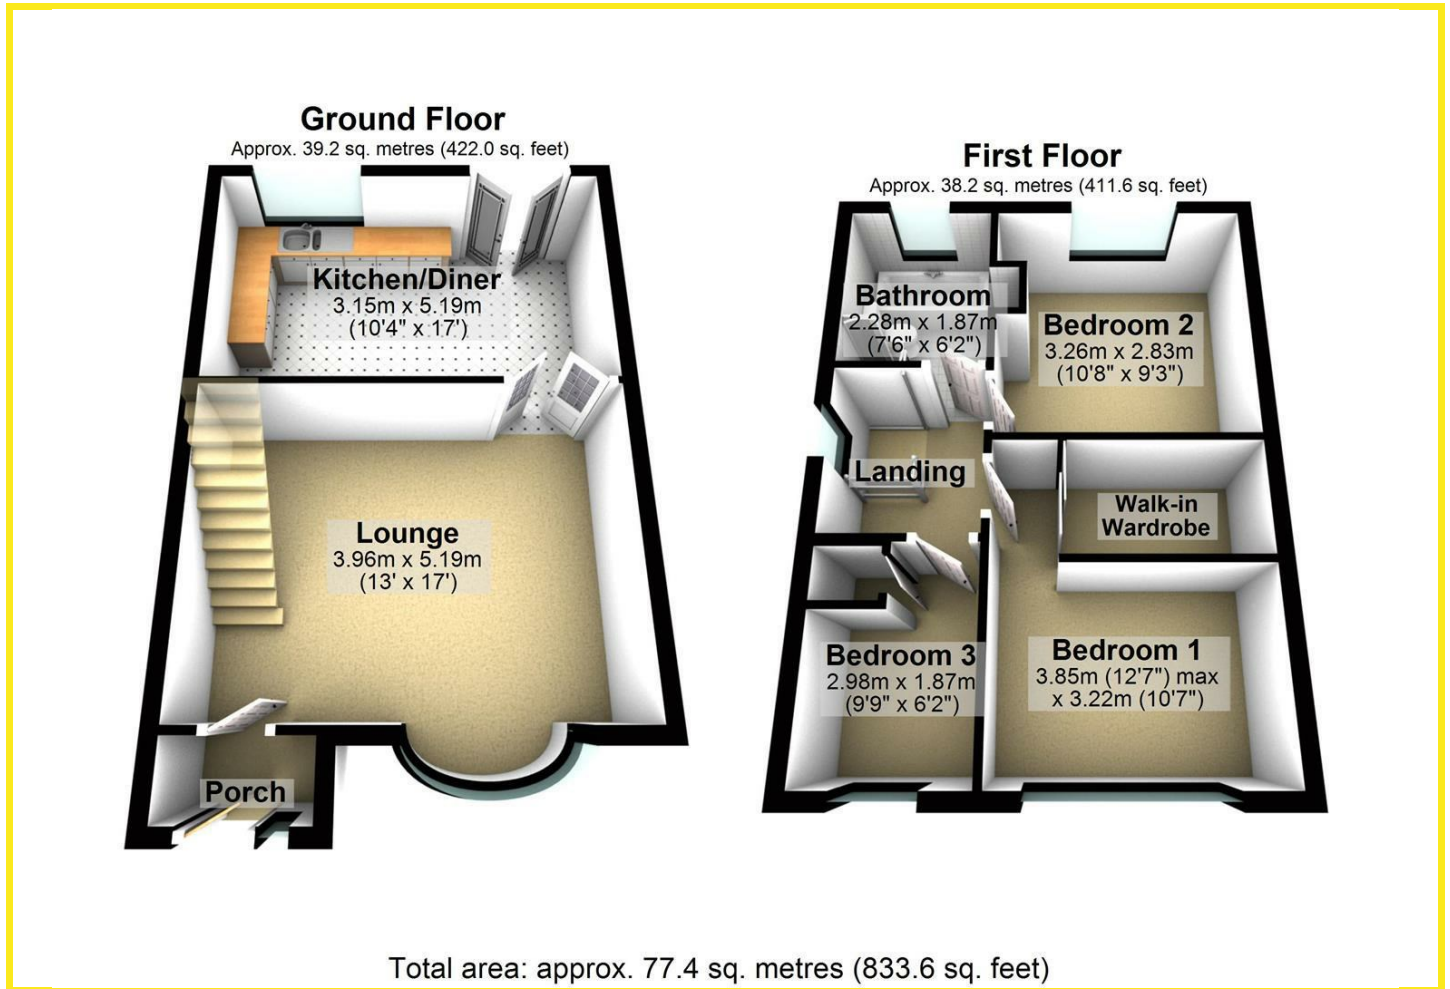 Ground Floor
Approx. 39.2 sq. metres (422.0 sq. feet)
Kitchen/Diner
3.15m x 5.19m
(10'4" x 17')
Lounge
3.96m x 5.19m
(13' x 17')
Porch
First Floor
Approx. 38.2 sq. metres (411.6 sq. feet)
Bathroom
2.28m x 1.87m
(7'6" x 6'2")
Bedroom 2
3.26m x 2.83m
(10'8" x 9'3")
Landing
Walk-in
Wardrobe
Bedroom 3
2.98m x 1.87m
(9'9" x 6'2")
Bedroom 1
3.85m (12'7") max
x 3.22m (10'7")
Total area: approx. 77.4 sq. metres (833.6 sq. feet)